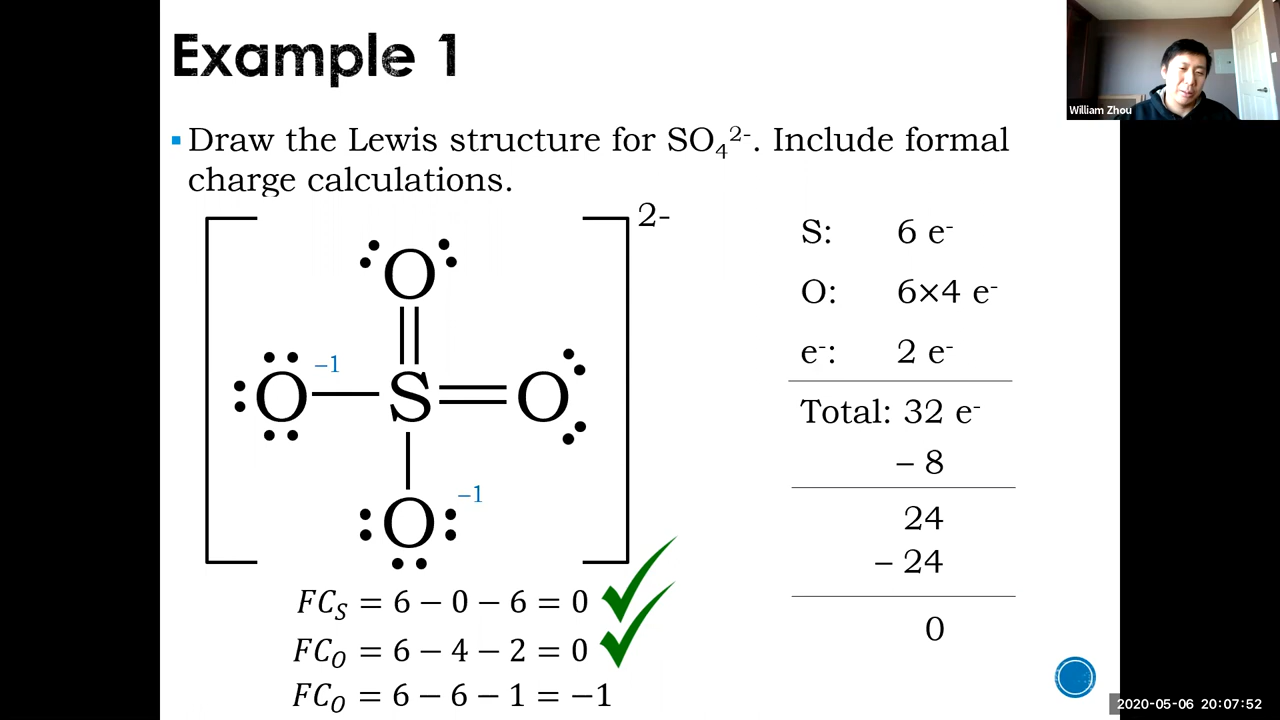 Example 1
William Zhou
▪ Draw the Lewis structure for SO₄²⁻. Include formal
charge calculations.
2-
O
O −1 S O
O −1
S: 6 e⁻
O: 6×4 e⁻
e⁻: 2 e⁻
Total: 32 e⁻
– 8
24
– 24
0
FC_S = 6 − 0 − 6 = 0
FC_O = 6 − 4 − 2 = 0
FC_O = 6 − 6 − 1 = −1
2020-05-06 20:07:52